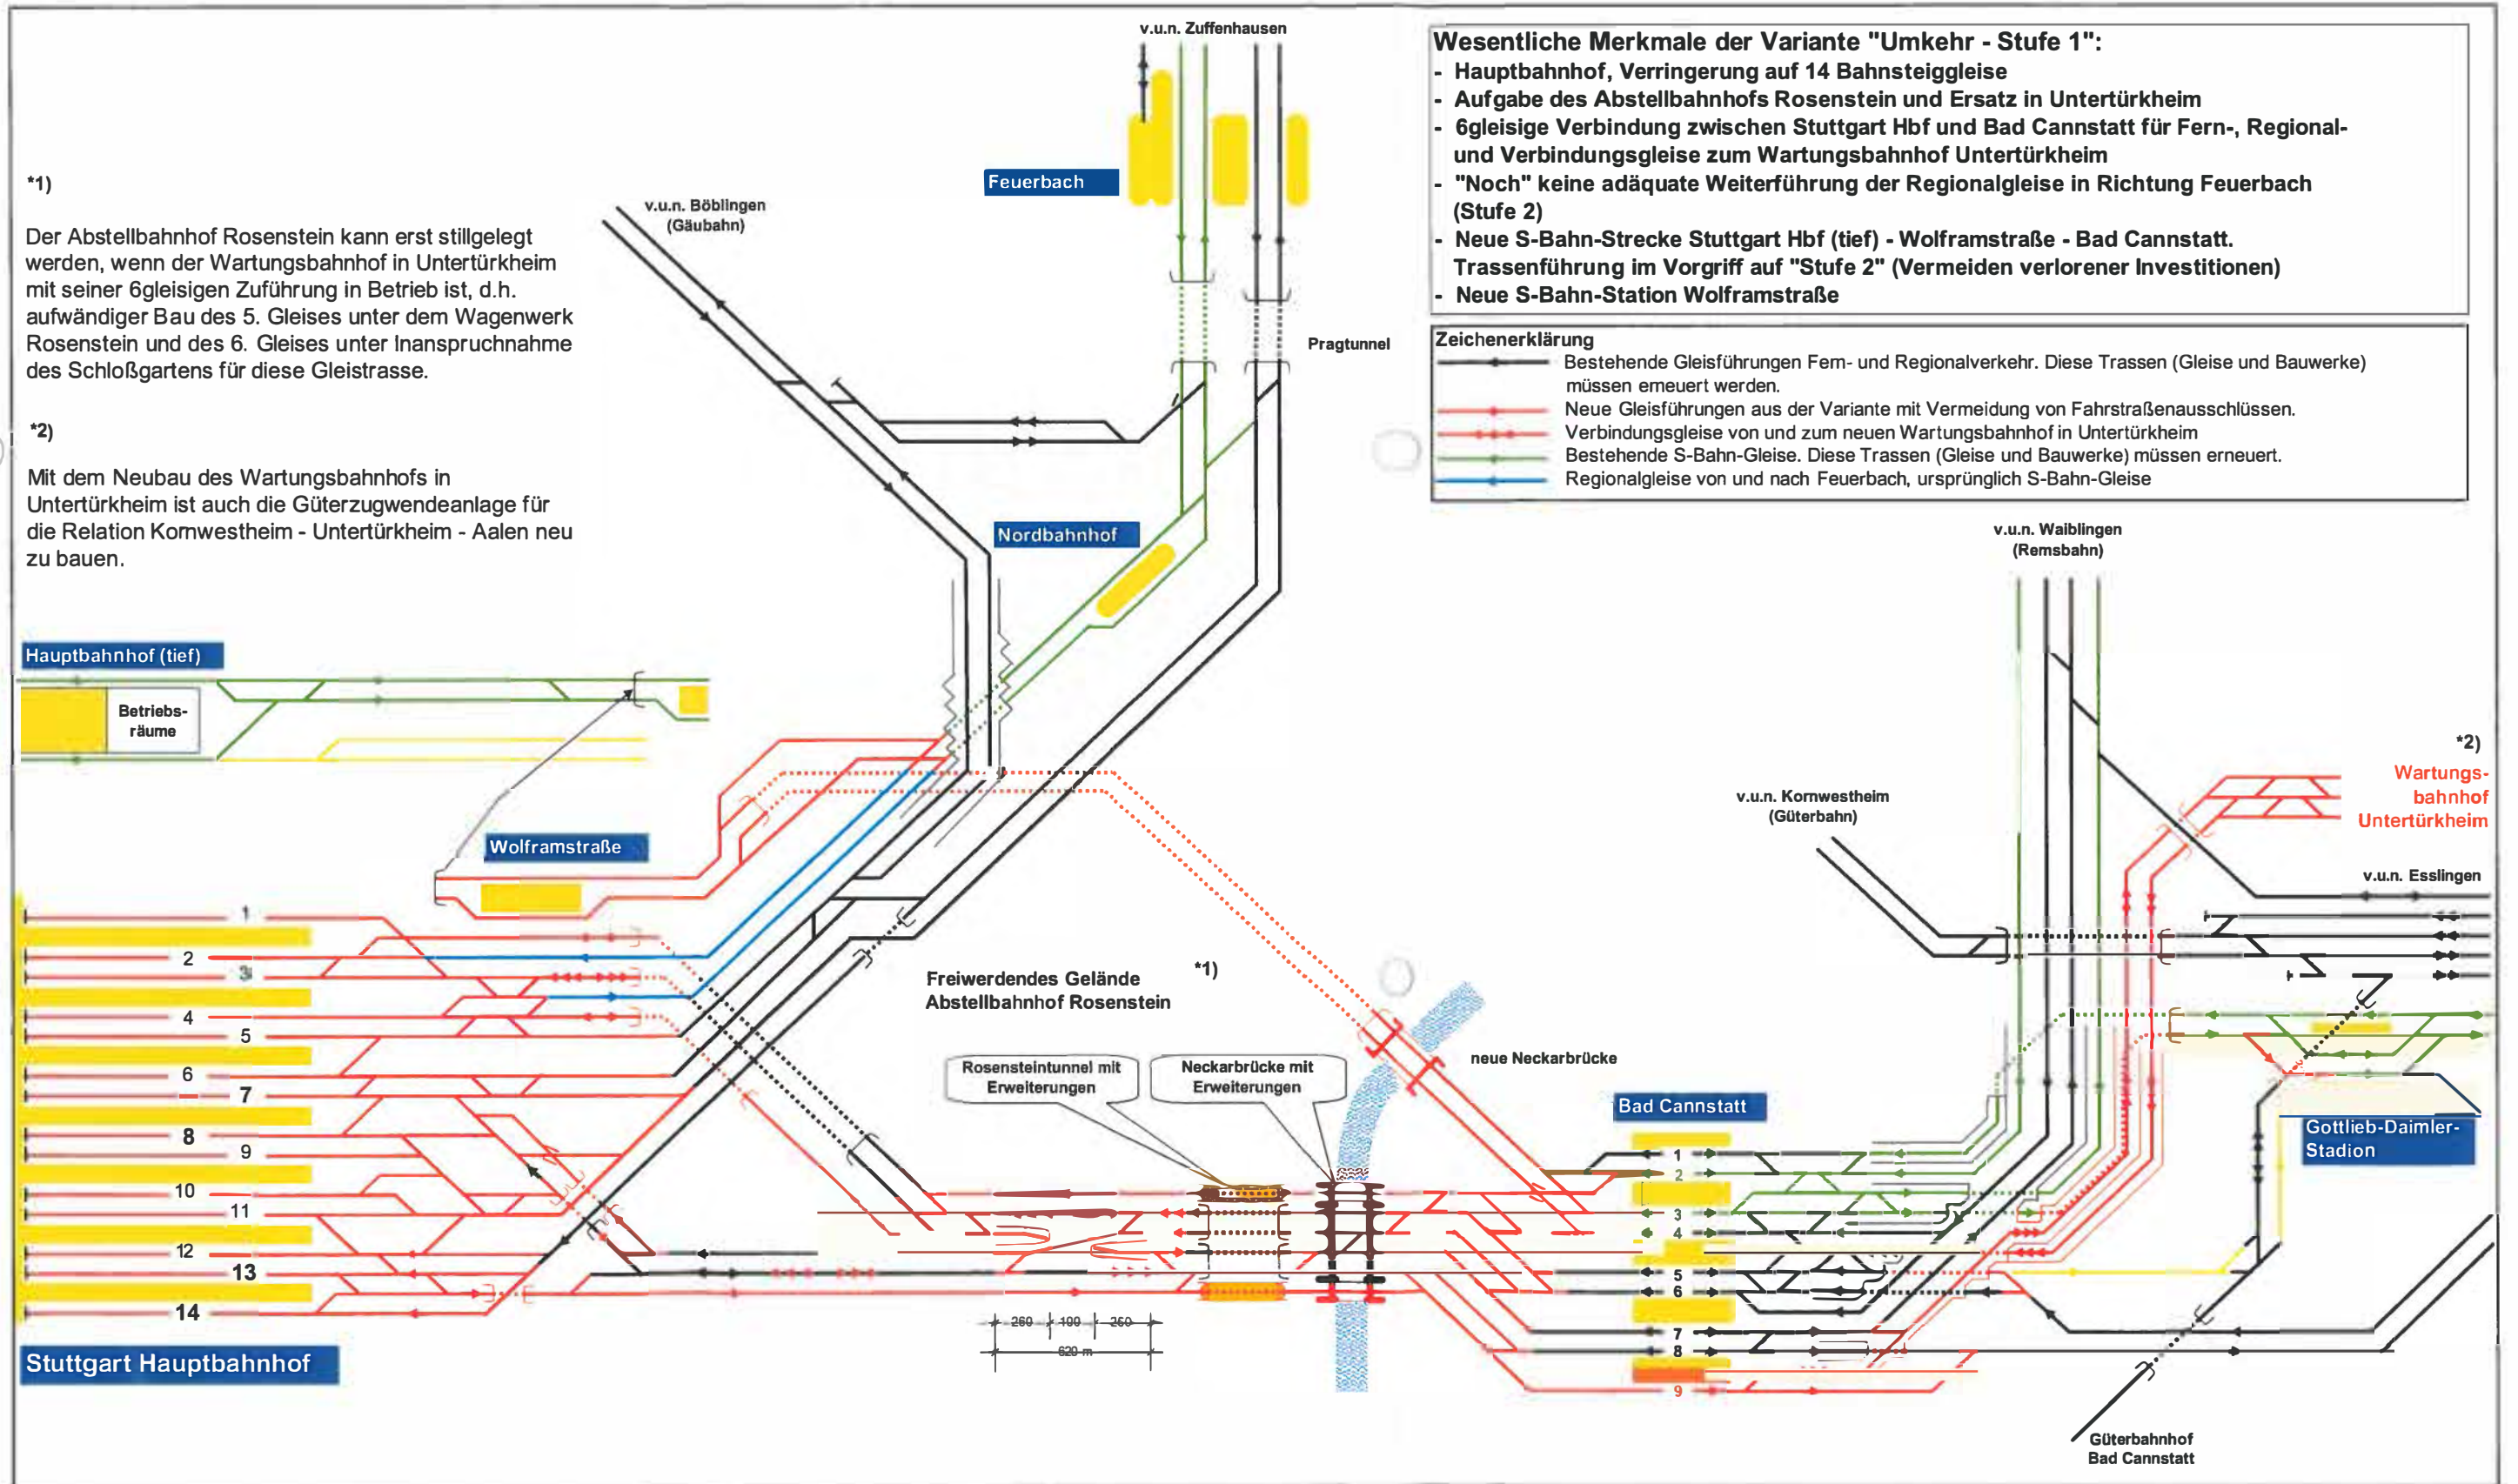 v.u.n. Zuffenhausen
Wesentliche Merkmale der Variante "Umkehr - Stufe 1":
- Hauptbahnhof, Verringerung auf 14 Bahnsteiggleise
- Aufgabe des Abstellbahnhofs Rosenstein und Ersatz in Untertürkheim
- 6gleisige Verbindung zwischen Stuttgart Hbf und Bad Cannstatt für Fern-, Regional-
und Verbindungsgleise zum Wartungsbahnhof Untertürkheim
- "Noch" keine adäquate Weiterführung der Regionalgleise in Richtung Feuerbach
(Stufe 2)
- Neue S-Bahn-Strecke Stuttgart Hbf (tief) - Wolframstraße - Bad Cannstatt.
Trassenführung im Vorgriff auf "Stufe 2" (Vermeiden verlorener Investitionen)
- Neue S-Bahn-Station Wolframstraße
Zeichenerklärung
Bestehende Gleisführungen Fern- und Regionalverkehr. Diese Trassen (Gleise und Bauwerke)
müssen erneuert werden.
Neue Gleisführungen aus der Variante mit Vermeidung von Fahrstraßenausschlüssen.
Verbindungsgleise von und zum neuen Wartungsbahnhof in Untertürkheim
Bestehende S-Bahn-Gleise. Diese Trassen (Gleise und Bauwerke) müssen erneuert.
Regionalgleise von und nach Feuerbach, ursprünglich S-Bahn-Gleise
*1)
Der Abstellbahnhof Rosenstein kann erst stillgelegt
werden, wenn der Wartungsbahnhof in Untertürkheim
mit seiner 6gleisigen Zuführung in Betrieb ist, d.h.
aufwändiger Bau des 5. Gleises unter dem Wagenwerk
Rosenstein und des 6. Gleises unter Inanspruchnahme
des Schloßgartens für diese Gleistrasse.
*2)
Mit dem Neubau des Wartungsbahnhofs in
Untertürkheim ist auch die Güterzugwendeanlage für
die Relation Kornwestheim - Untertürkheim - Aalen neu
zu bauen.
Feuerbach
v.u.n. Böblingen
(Gäubahn)
Pragtunnel
Nordbahnhof
v.u.n. Waiblingen
(Remsbahn)
Hauptbahnhof (tief)
Betriebs-
räume
*2)
Wartungs-
bahnhof
Untertürkheim
v.u.n. Kornwestheim
(Güterbahn)
Wolframstraße
v.u.n. Esslingen
1
2
3
4
5
6
7
8
9
10
11
12
13
14
Stuttgart Hauptbahnhof
Freiwerdendes Gelände
Abstellbahnhof Rosenstein
*1)
Rosensteintunnel mit
Erweiterungen
Neckarbrücke mit
Erweiterungen
neue Neckarbrücke
260
100
260
620 m
Bad Cannstatt
1
2
3
4
5
6
7
8
9
Gottlieb-Daimler-
Stadion
Güterbahnhof
Bad Cannstatt